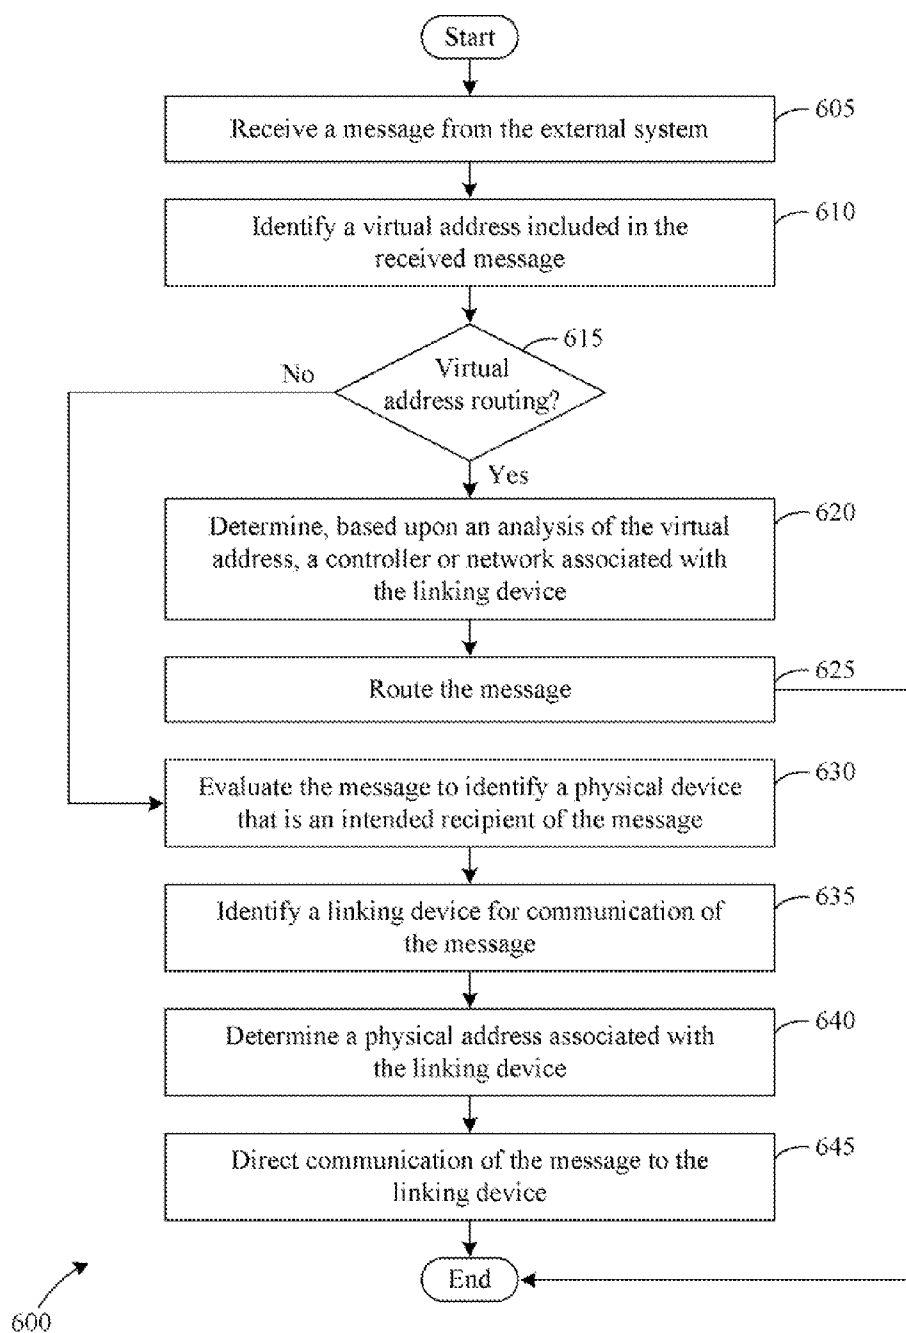 Start
Receive a message from the external system
605
Identify a virtual address included in the
received message
610
615
Virtual
address routing?
No
Yes
Determine, based upon an analysis of the virtual
address, a controller or network associated with
the linking device
620
Route the message
625
Evaluate the message to identify a physical device
that is an intended recipient of the message
630
Identify a linking device for communication of
the message
635
Determine a physical address associated with
the linking device
640
Direct communication of the message to the
linking device
645
End
600